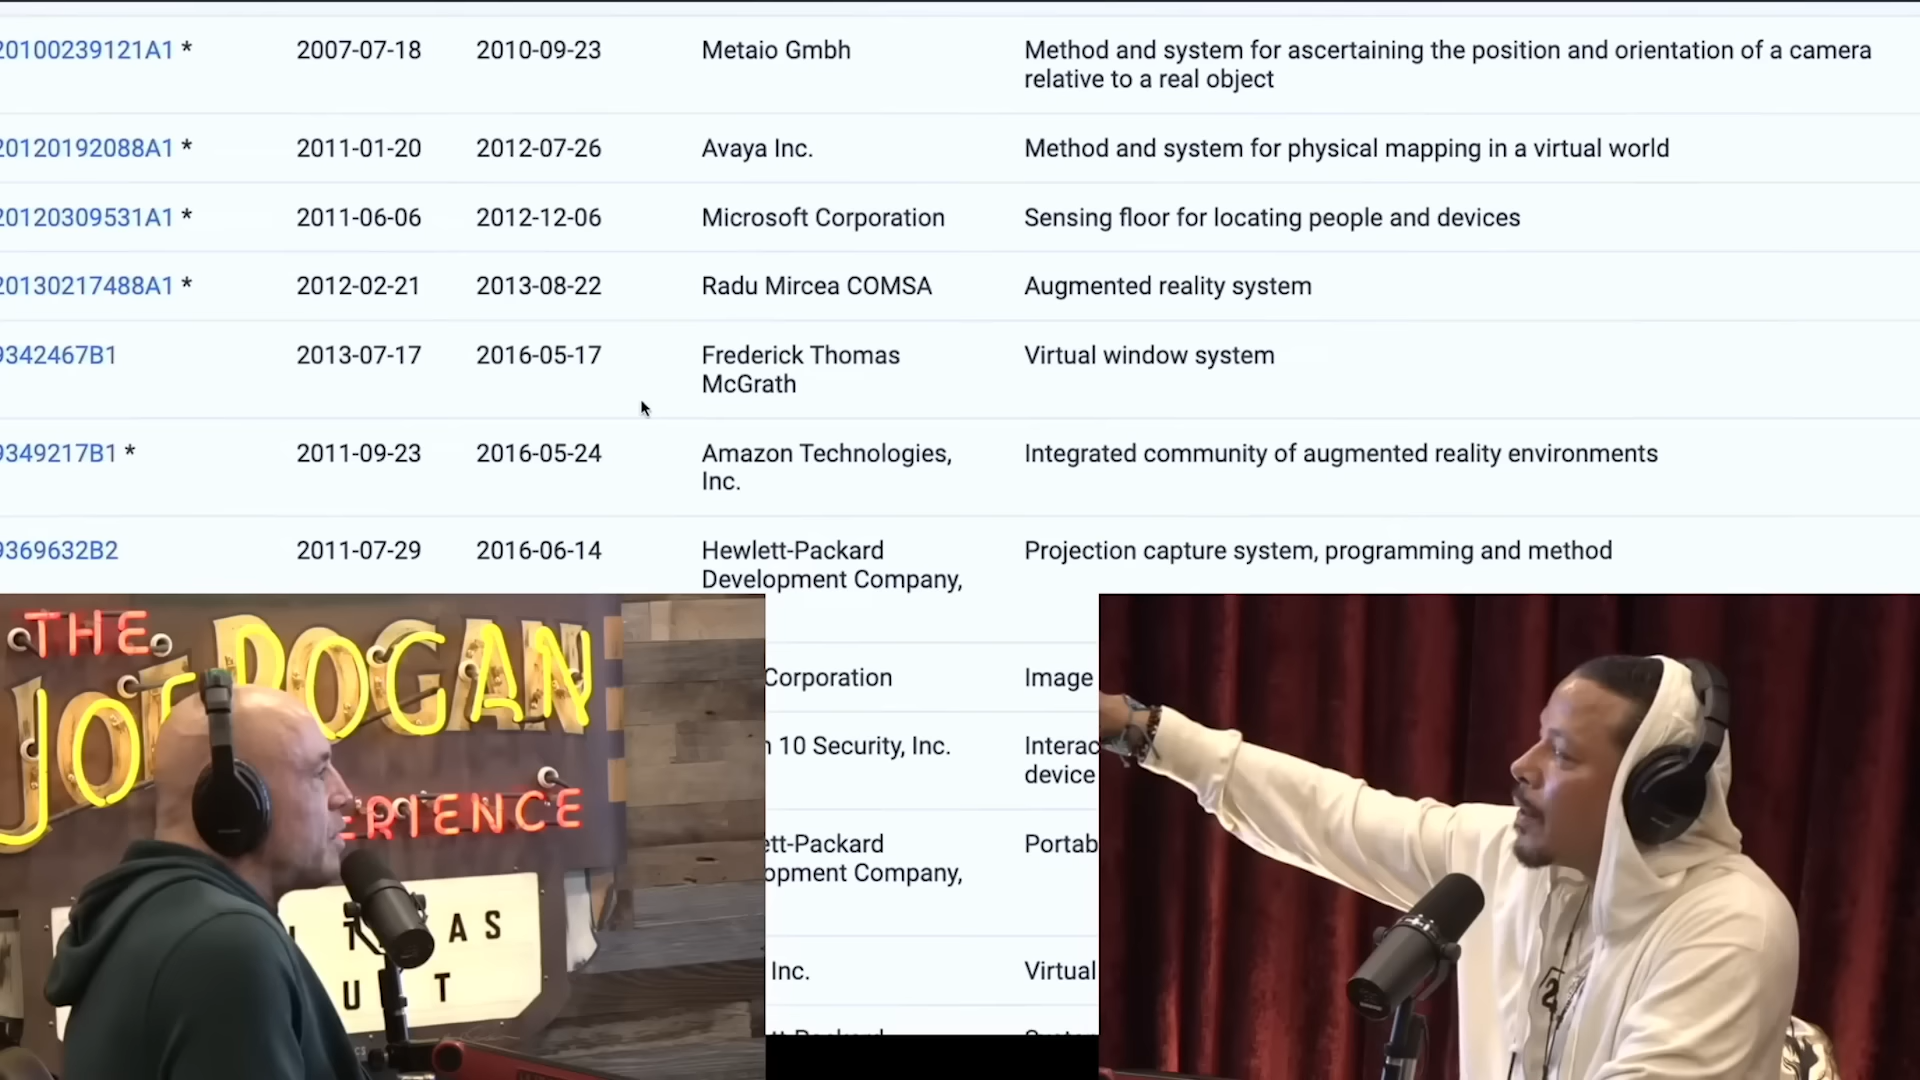 20100239121A1 * 2007-07-18 2010-09-23 Metaio Gmbh Method and system for ascertaining the position and orientation of a camera
relative to a real object
20120192088A1 * 2011-01-20 2012-07-26 Avaya Inc. Method and system for physical mapping in a virtual world
20120309531A1 * 2011-06-06 2012-12-06 Microsoft Corporation Sensing floor for locating people and devices
20130217488A1 * 2012-02-21 2013-08-22 Radu Mircea COMSA Augmented reality system
9342467B1 2013-07-17 2016-05-17 Frederick Thomas Virtual window system
McGrath
9349217B1 * 2011-09-23 2016-05-24 Amazon Technologies, Integrated community of augmented reality environments
Inc.
9369632B2 2011-07-29 2016-06-14 Hewlett-Packard Projection capture system, programming and method
Development Company,
Corporation Image
10 Security, Inc. Interac
device
ett-Packard Portab
opment Company,
Inc. Virtual
THE
JOE ROGAN
ERIENCE
T AS
U T